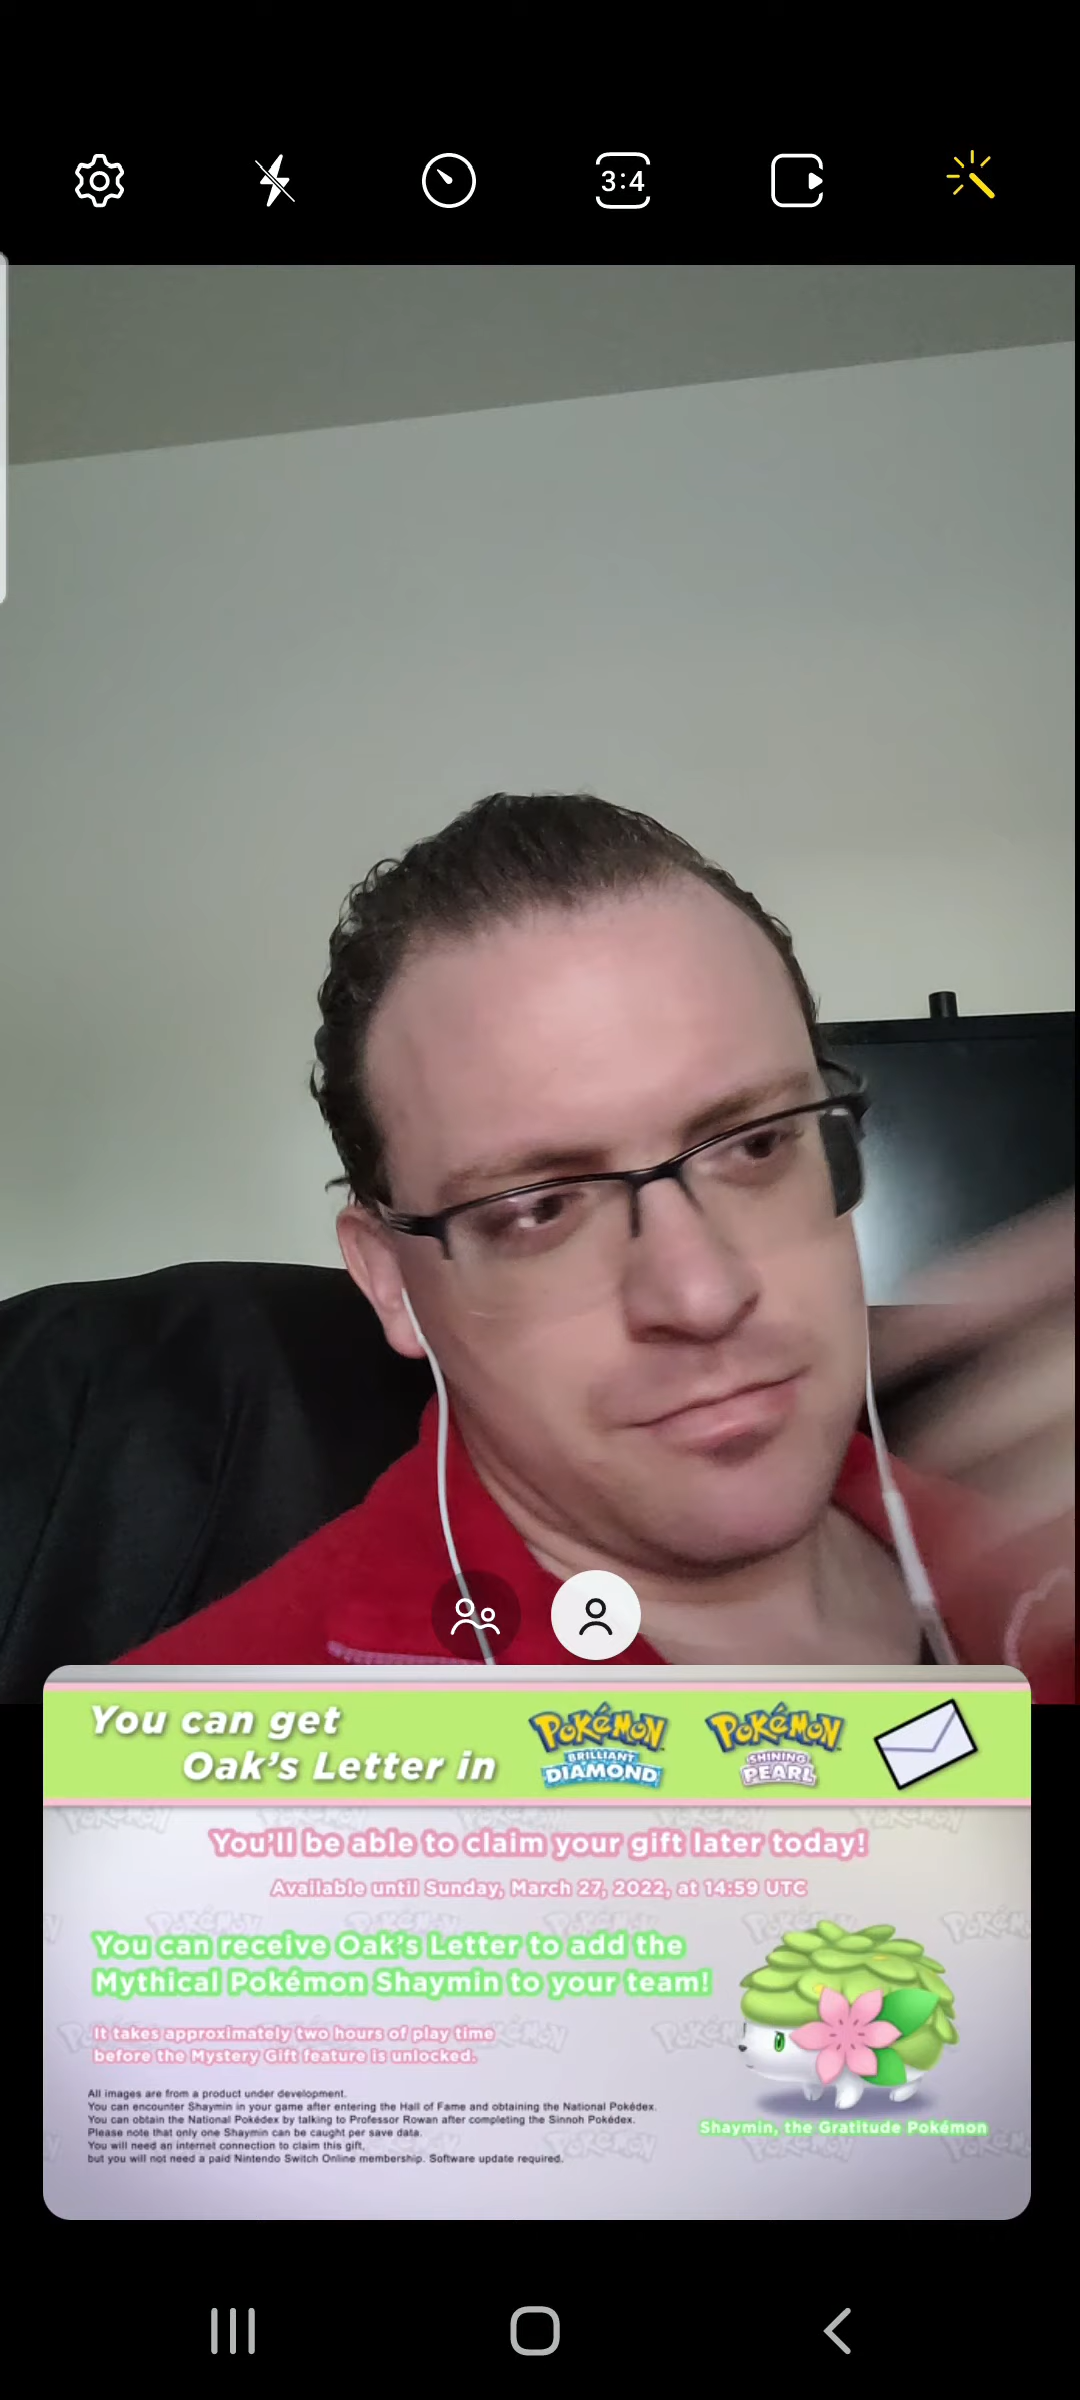 3:4
You can get
Oak's Letter in
POKéMON
BRILLIANT
DIAMOND
POKéMON
SHINING
PEARL
You'll be able to claim your gift later today!
Available until Sunday, March 27, 2022, at 14:59 UTC
You can receive Oak's Letter to add the
Mythical Pokémon Shaymin to your team!
It takes approximately two hours of play time
before the Mystery Gift feature is unlocked.
All images are from a product under development.
You can encounter Shaymin in your game after entering the Hall of Fame and obtaining the National Pokédex.
You can obtain the National Pokédex by talking to Professor Rowan after completing the Sinnoh Pokédex.
Please note that only one Shaymin can be caught per save data.
You will need an internet connection to claim this gift,
but you will not need a paid Nintendo Switch Online membership. Software update required.
Shaymin, the Gratitude Pokémon